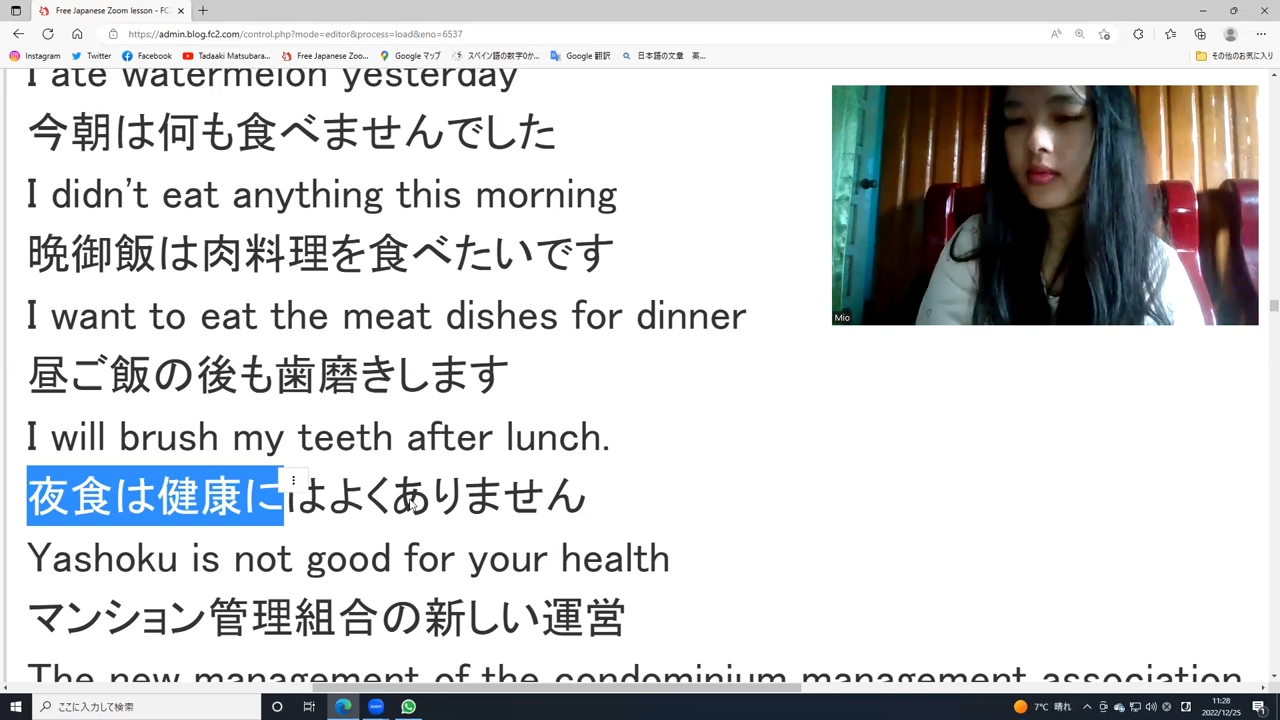 Free Japanese Zoom lesson - FC2
https://admin.blog.fc2.com/control.php?mode=editor&process=load&eno=6537
Instagram Twitter Facebook Tadaaki Matsubara... Free Japanese Zoo... Google マップ スペイン語の数字0か... Google 翻訳 日本語の文章 英... その他のお気に入り
I ate watermelon yesterday
今朝は何も食べませんでした
I didn't eat anything this morning
晩御飯は肉料理を食べたいです
I want to eat the meat dishes for dinner
昼ご飯の後も歯磨きします
I will brush my teeth after lunch.
夜食は健康にはよくありません
Yashoku is not good for your health
マンション管理組合の新しい運営
The new management of the condominium management association
Mio
ここに入力して検索
zoom
7°C 晴れ
11:28
2022/12/25
1